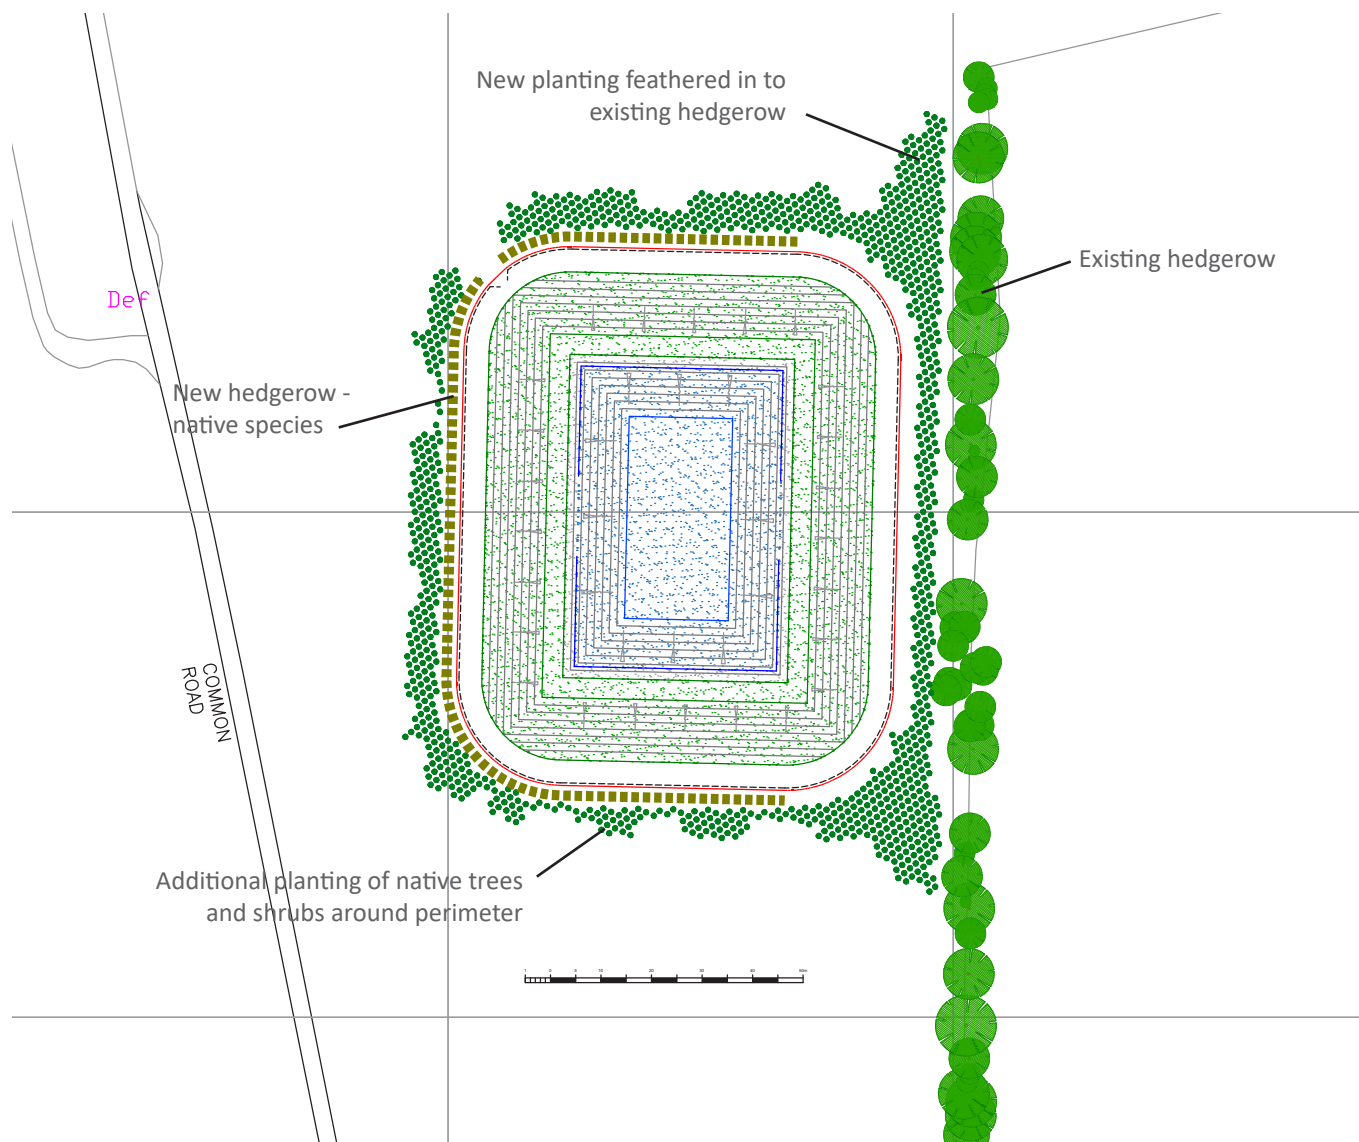 New planting feathered in to
existing hedgerow
Existing hedgerow
Def
New hedgerow -
native species
COMMON
ROAD
Additional planting of native trees
and shrubs around perimeter